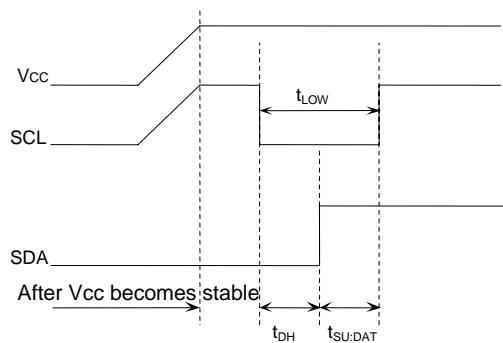 VCC
tLOW
SCL
SDA
After Vcc becomes stable
tDH
tSU:DAT